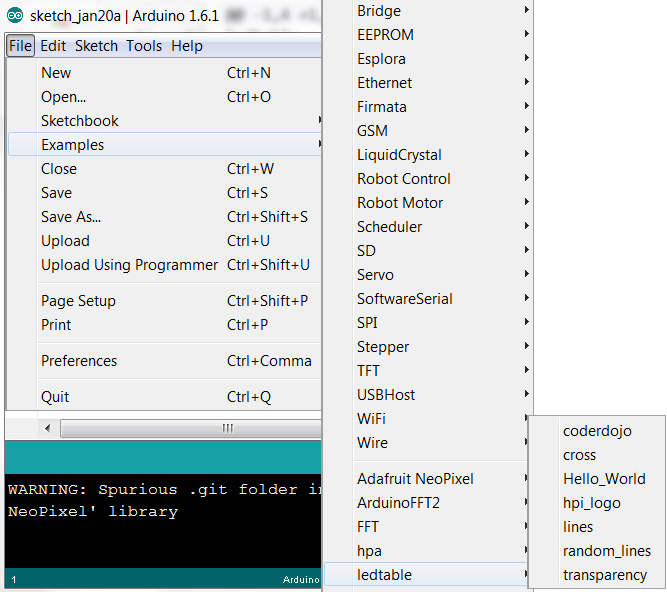 sketch_jan20a | Arduino 1.6.1
File Edit Sketch Tools Help
New Ctrl+N
Open... Ctrl+O
Sketchbook
Examples
Close Ctrl+W
Save Ctrl+S
Save As... Ctrl+Shift+S
Upload Ctrl+U
Upload Using Programmer Ctrl+Shift+U
Page Setup Ctrl+Shift+P
Print Ctrl+P
Preferences Ctrl+Comma
Quit Ctrl+Q
WARNING: Spurious .git folder in
NeoPixel' library
1 Arduino
Bridge
EEPROM
Esplora
Ethernet
Firmata
GSM
LiquidCrystal
Robot Control
Robot Motor
Scheduler
SD
Servo
SoftwareSerial
SPI
Stepper
TFT
USBHost
WiFi
Wire
Adafruit NeoPixel
ArduinoFFT2
FFT
hpa
ledtable
coderdojo
cross
Hello_World
hpi_logo
lines
random_lines
transparency